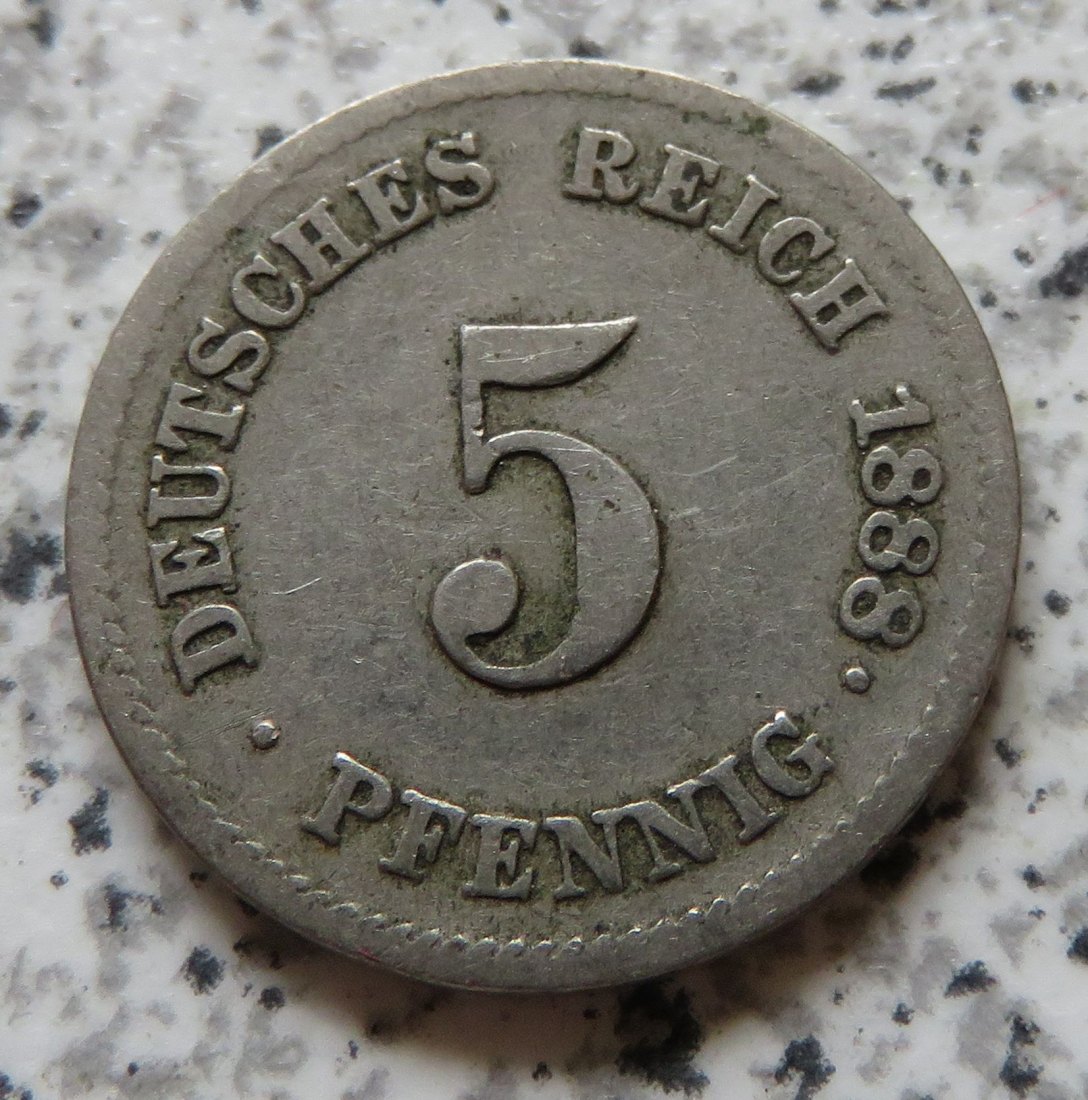 DEUTSCHES REICH 1888
5
PFENNIG